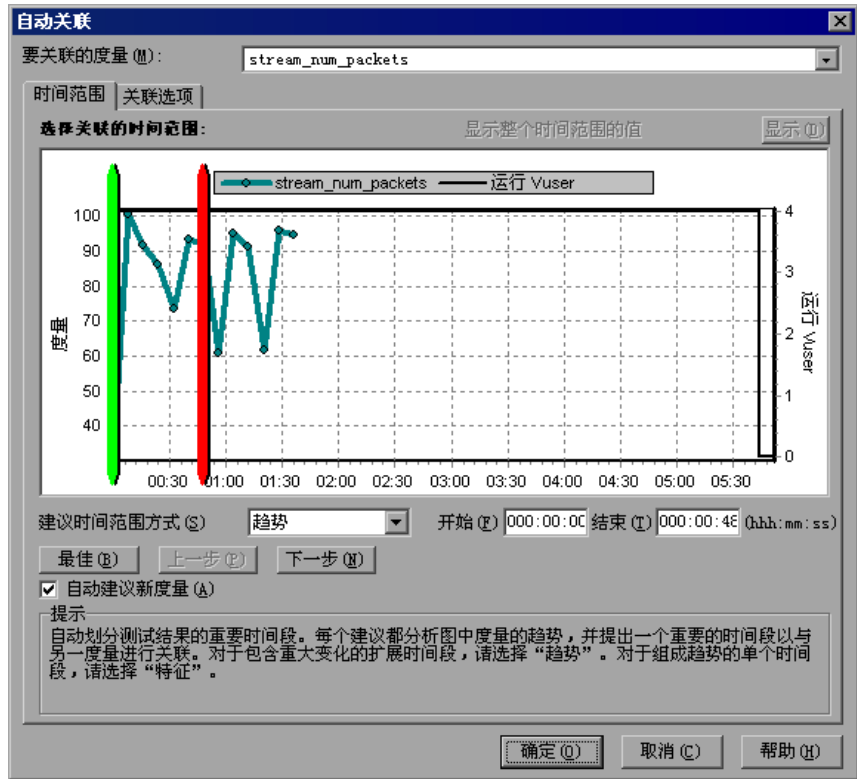 自动关联
要关联的度量(M): stream_num_packets
时间范围 关联选项
选择关联的时间范围: 显示整个时间范围的值 显示(D)
stream_num_packets 运行 Vuser
100
90
80
70
60
50
40
度量
4
3
2
1
0
运行 Vuser
00:30 01:00 01:30 02:00 02:30 03:00 03:30 04:00 04:30 05:00 05:30
建议时间范围方式(S) 趋势 开始(F) 000:00:00 结束(T) 000:00:48 (hhh:mm:ss)
最佳(B) 上一步(P) 下一步(N)
自动建议新度量(A)
提示
自动划分测试结果的重要时间段。每个建议都分析图中度量的趋势，并提出一个重要的时间段以与
另一度量进行关联。对于包含重大变化的扩展时间段，请选择“趋势”。对于组成趋势的单个时间
段，请选择“特征”。
确定(O) 取消(C) 帮助(H)